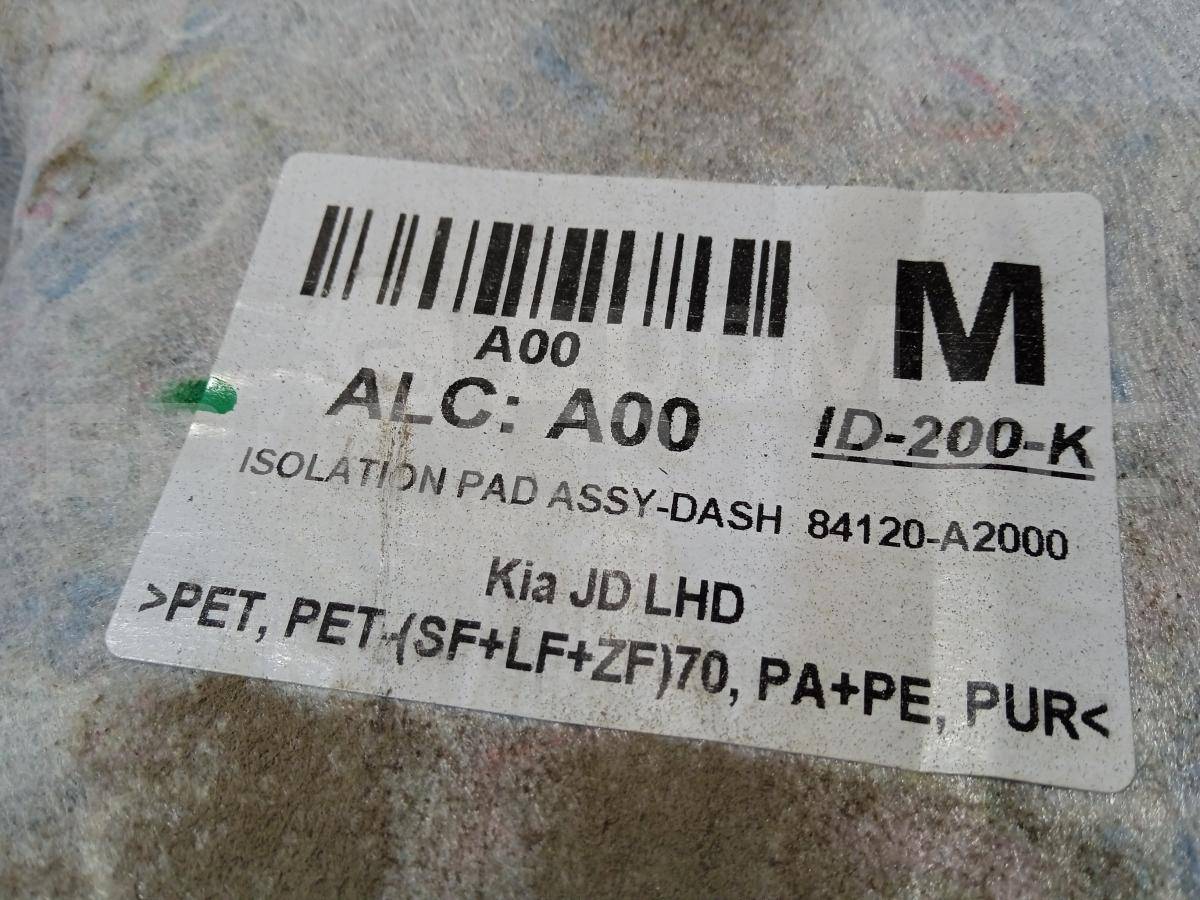 A00
M
ALC: A00
ID-200-K
ISOLATION PAD ASSY-DASH 84120-A2000
Kia JD LHD
>PET, PET-(SF+LF+ZF)70, PA+PE, PUR<